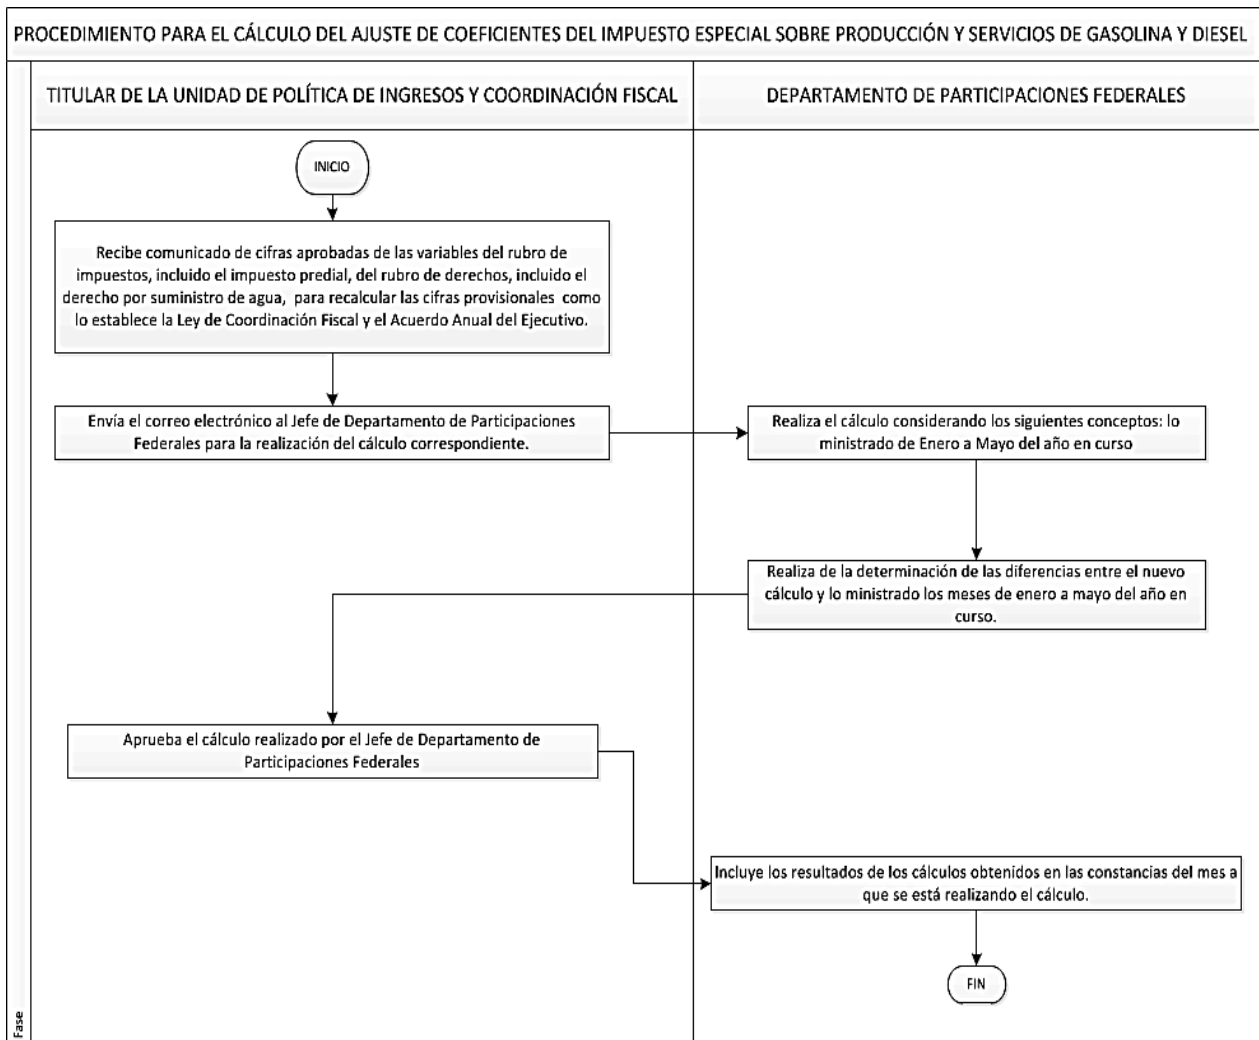 PROCEDIMIENTO PARA EL CÁLCULO DEL AJUSTE DE COEFICIENTES DEL IMPUESTO ESPECIAL SOBRE PRODUCCIÓN Y SERVICIOS DE GASOLINA Y DIESEL
TITULAR DE LA UNIDAD DE POLÍTICA DE INGRESOS Y COORDINACIÓN FISCAL
DEPARTAMENTO DE PARTICIPACIONES FEDERALES
INICIO
Recibe comunicado de cifras aprobadas de las variables del rubro de
impuestos, incluido el impuesto predial, del rubro de derechos, incluido el
derecho por suministro de agua, para recalcular las cifras provisionales como
lo establece la Ley de Coordinación Fiscal y el Acuerdo Anual del Ejecutivo.
Envía el correo electrónico al Jefe de Departamento de Participaciones
Federales para la realización del cálculo correspondiente.
Realiza el cálculo considerando los siguientes conceptos: lo
ministrado de Enero a Mayo del año en curso
Realiza de la determinación de las diferencias entre el nuevo
cálculo y lo ministrado los meses de enero a mayo del año en
curso.
Aprueba el cálculo realizado por el Jefe de Departamento de
Participaciones Federales
Incluye los resultados de los cálculos obtenidos en las constancias del mes a
que se está realizando el cálculo.
FIN
Fase